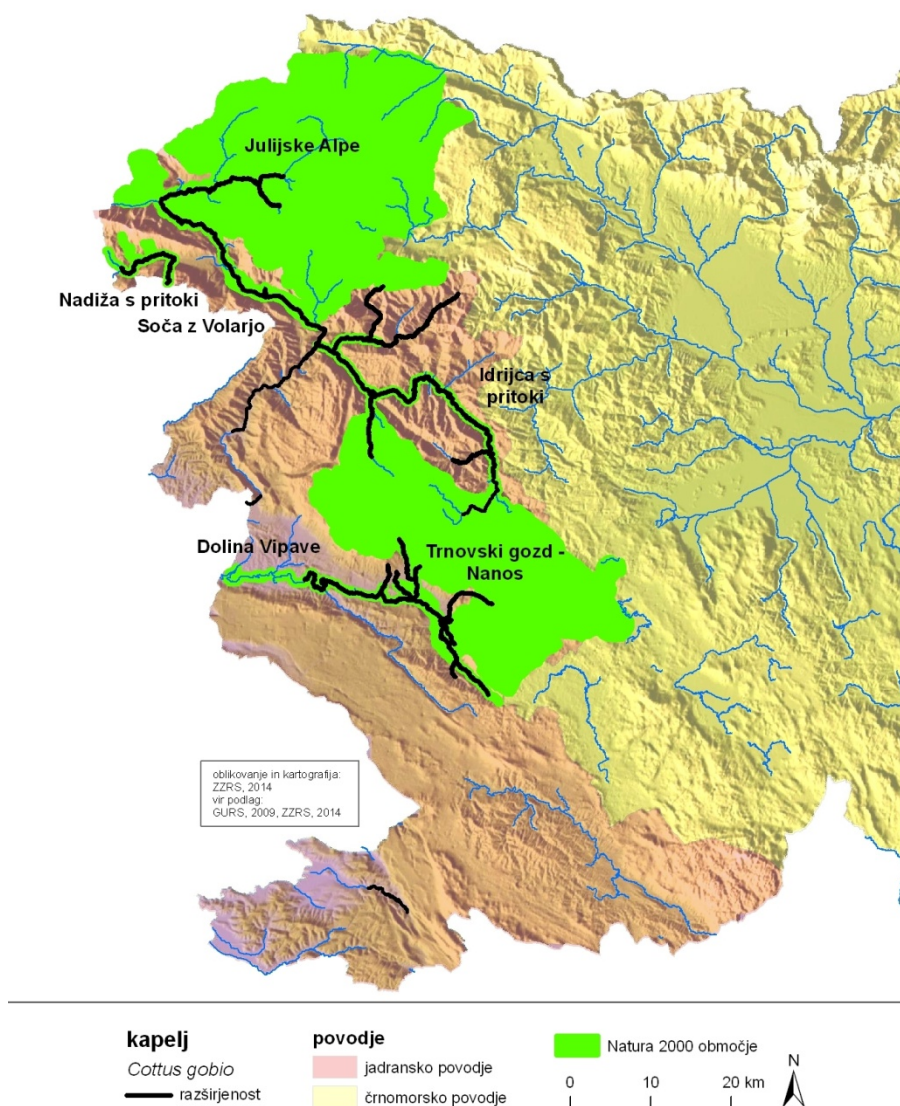 Julijske Alpe
Nadiža s pritoki
Soča z Volarjo
Idrijca s
pritoki
Dolina Vipave
Trnovski gozd -
Nanos
oblikovanje in kartografija:
ZZRS, 2014
vir podlag:
GURS, 2009, ZZRS, 2014
kapelj
Cottus gobio
razširjenost
povodje
jadransko povodje
črnomorsko povodje
Natura 2000 območje
0 10 20 km
N